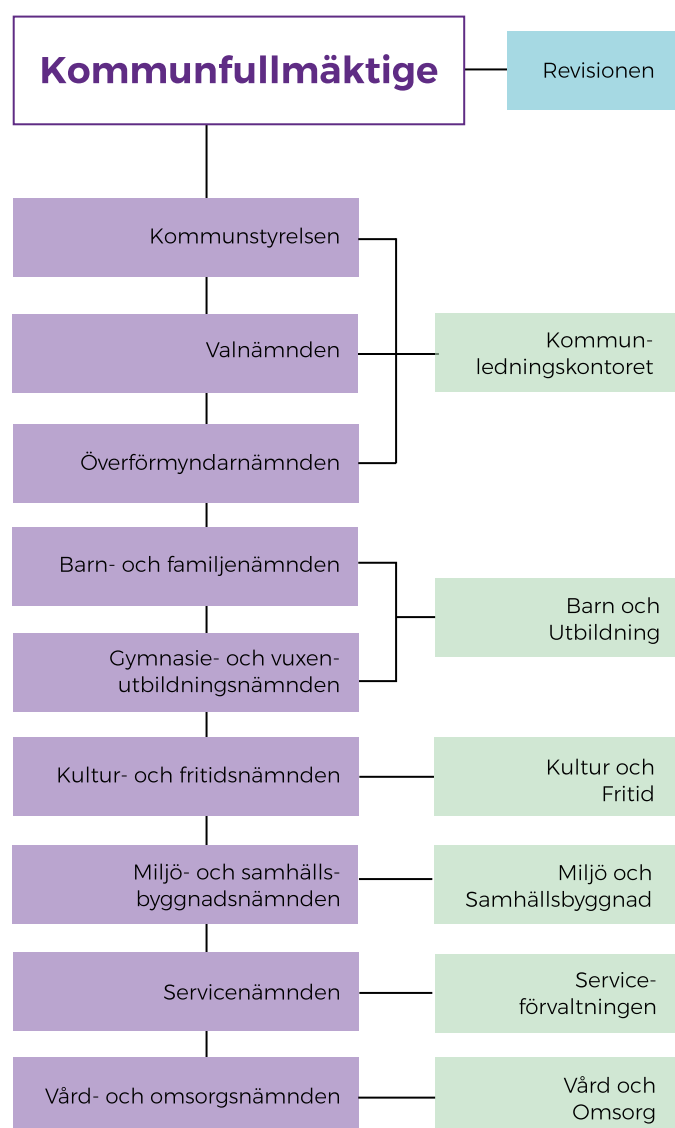 Kommunfullmäktige
Revisionen
Kommunstyrelsen
Valnämnden
Kommun-
ledningskontoret
Överförmyndarnämnden
Barn- och familjenämnden
Barn och
Utbildning
Gymnasie- och vuxen-
utbildningsnämnden
Kultur- och fritidsnämnden
Kultur och
Fritid
Miljö- och samhälls-
byggnadsnämnden
Miljö och
Samhällsbyggnad
Servicenämnden
Service-
förvaltningen
Vård- och omsorgsnämnden
Vård och
Omsorg